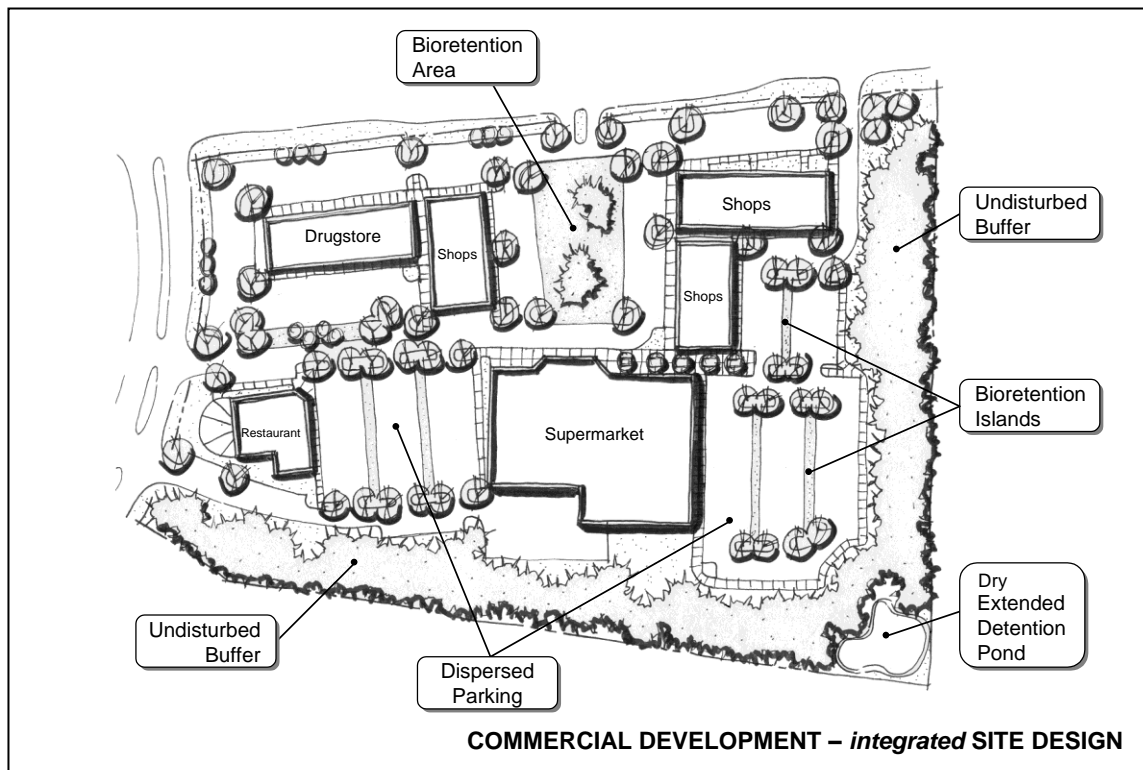 Bioretention
Area
Undisturbed
Buffer
Shops
Drugstore
Shops
Shops
Bioretention
Islands
Restaurant
Supermarket
Dry
Extended
Detention
Pond
Undisturbed
Buffer
Dispersed
Parking
COMMERCIAL DEVELOPMENT – integrated SITE DESIGN